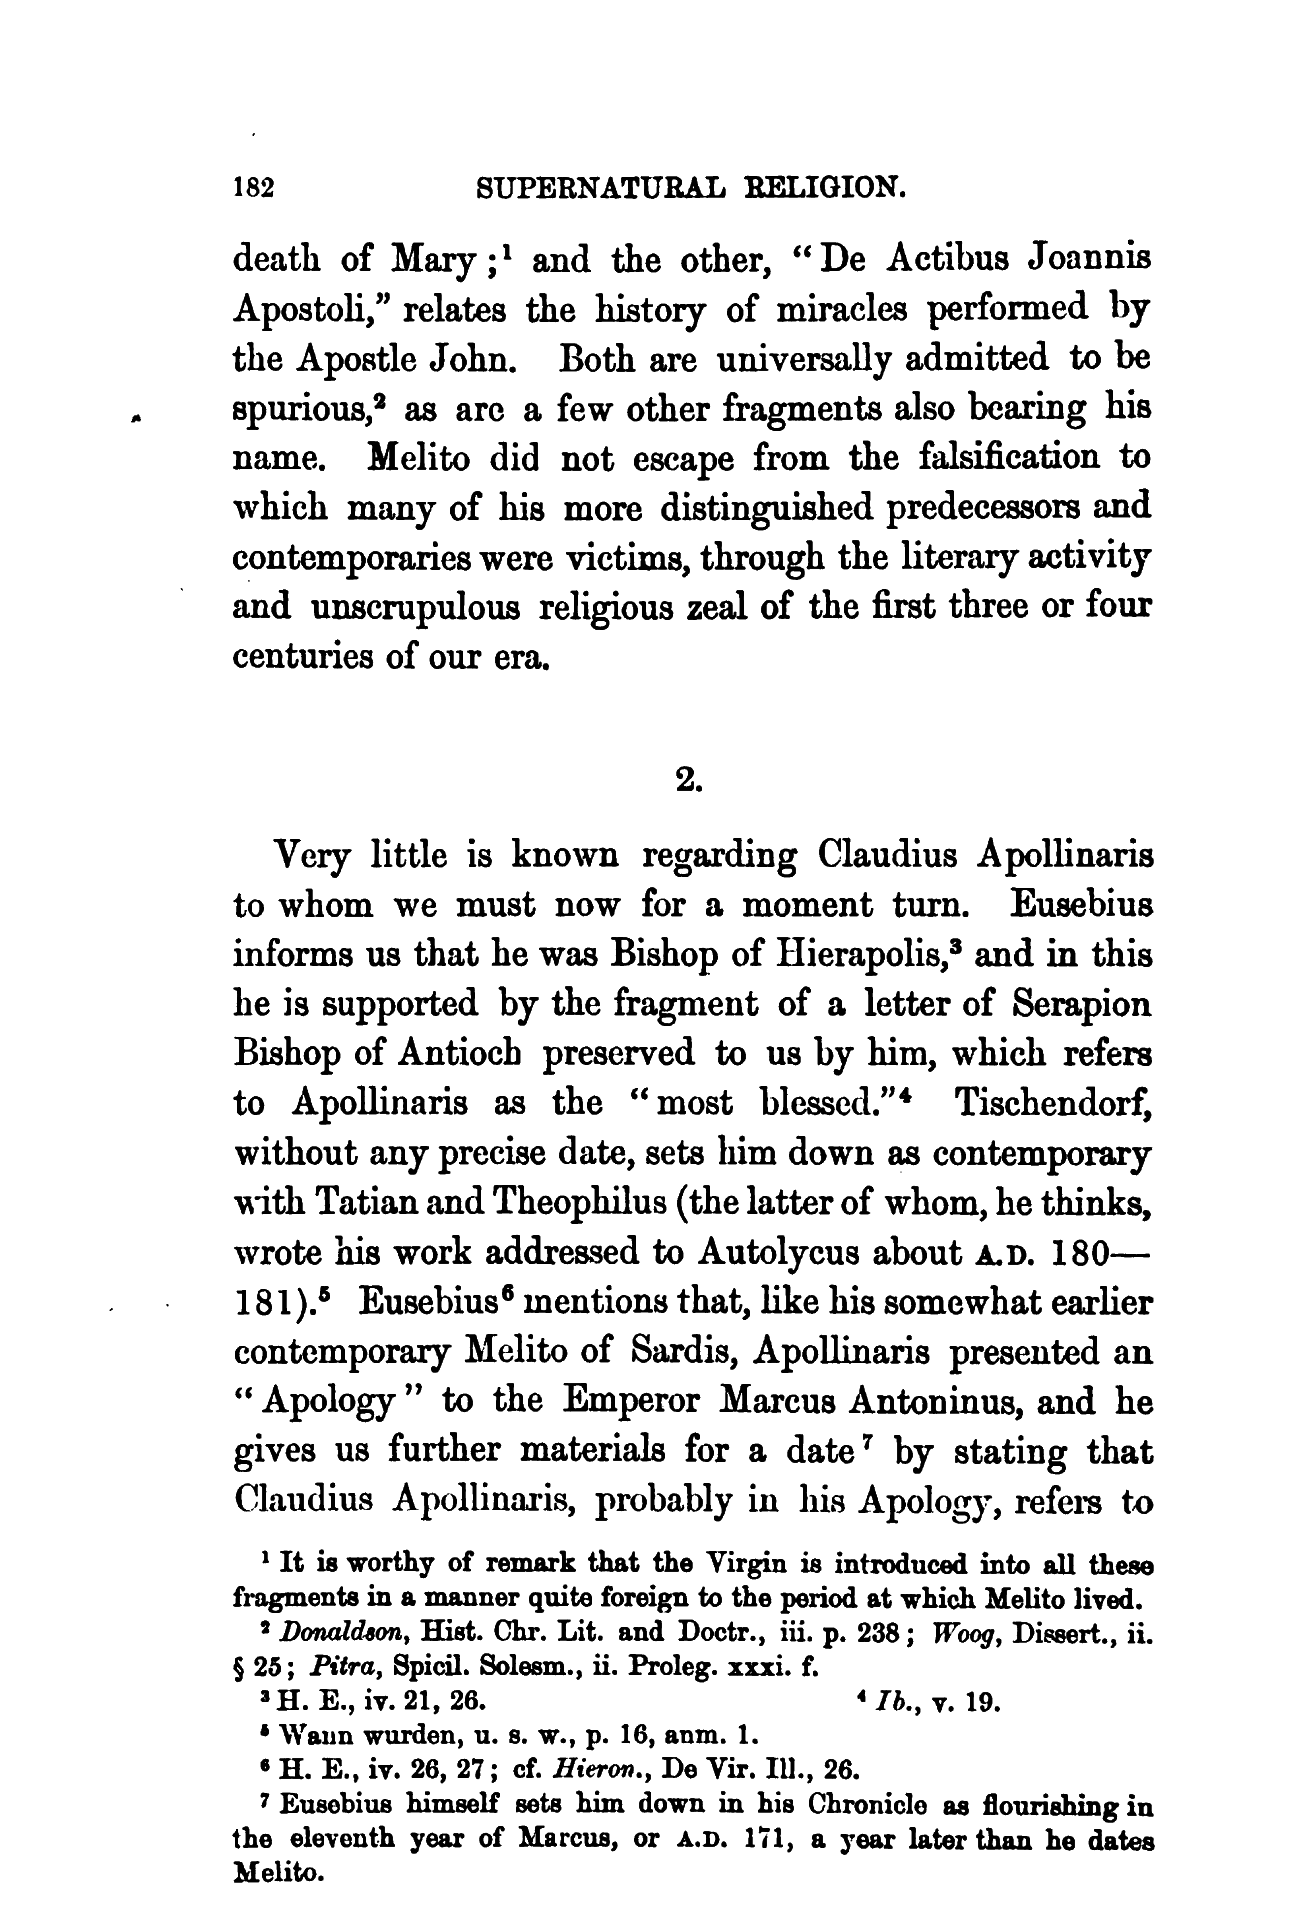 182 SUPERNATURAL RELIGION.
death of Mary ;¹ and the other, “ De Actibus Joannis
Apostoli,” relates the history of miracles performed by
the Apostle John. Both are universally admitted to be
spurious,² as are a few other fragments also bearing his
name. Melito did not escape from the falsification to
which many of his more distinguished predecessors and
contemporaries were victims, through the literary activity
and unscrupulous religious zeal of the first three or four
centuries of our era.
2.
Very little is known regarding Claudius Apollinaris
to whom we must now for a moment turn. Eusebius
informs us that he was Bishop of Hierapolis,³ and in this
he is supported by the fragment of a letter of Serapion
Bishop of Antioch preserved to us by him, which refers
to Apollinaris as the “ most blessed.”⁴ Tischendorf,
without any precise date, sets him down as contemporary
with Tatian and Theophilus (the latter of whom, he thinks,
wrote his work addressed to Autolycus about A.D. 180—
181).⁵ Eusebius⁶ mentions that, like his somewhat earlier
contemporary Melito of Sardis, Apollinaris presented an
“ Apology ” to the Emperor Marcus Antoninus, and he
gives us further materials for a date⁷ by stating that
Claudius Apollinaris, probably in his Apology, refers to
¹ It is worthy of remark that the Virgin is introduced into all these
fragments in a manner quite foreign to the period at which Melito lived.
² Donaldson, Hist. Chr. Lit. and Doctr., iii. p. 238 ; Woog, Dissert., ii.
§ 25 ; Pitra, Spicil. Solesm., ii. Proleg. xxxi. f.
³ H. E., iv. 21, 26. ⁴ Ib., v. 19.
⁵ Wann wurden, u. s. w., p. 16, anm. 1.
⁶ H. E., iv. 26, 27 ; cf. Hieron., De Vir. Ill., 26.
⁷ Eusebius himself sets him down in his Chronicle as flourishing in
the eleventh year of Marcus, or A.D. 171, a year later than he dates
Melito.